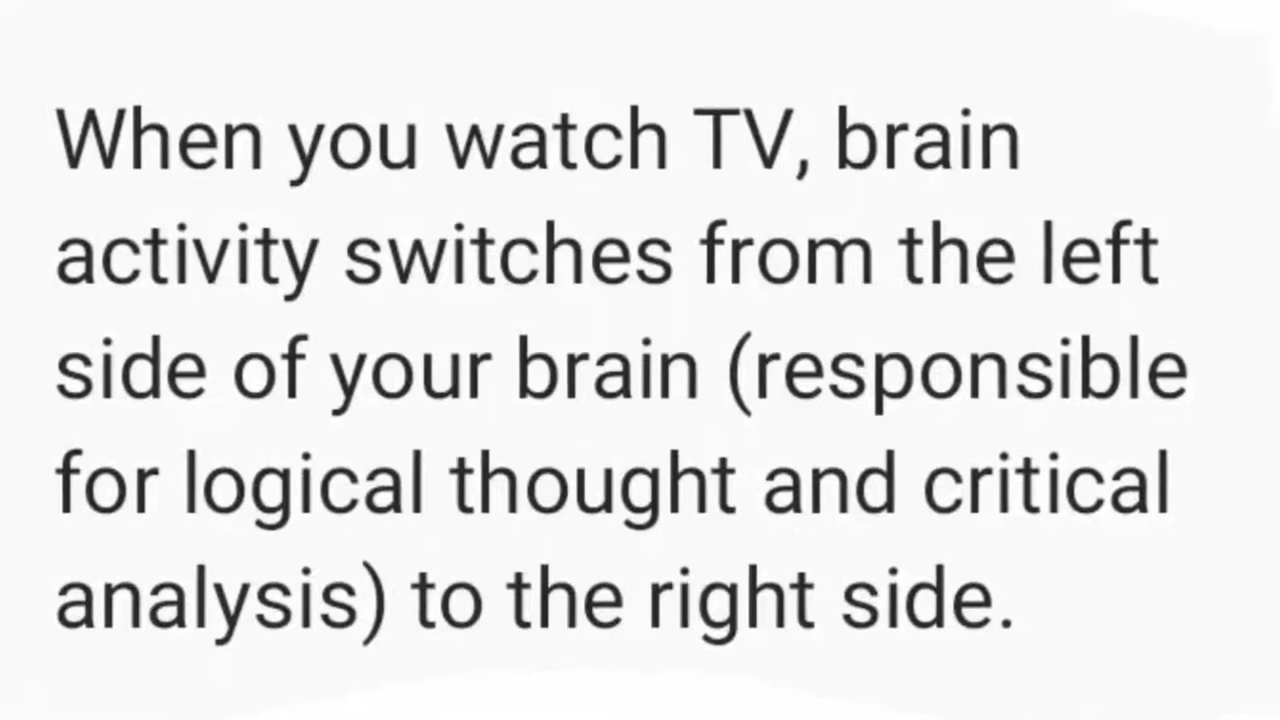 When you watch TV, brain
activity switches from the left
side of your brain (responsible
for logical thought and critical
analysis) to the right side.